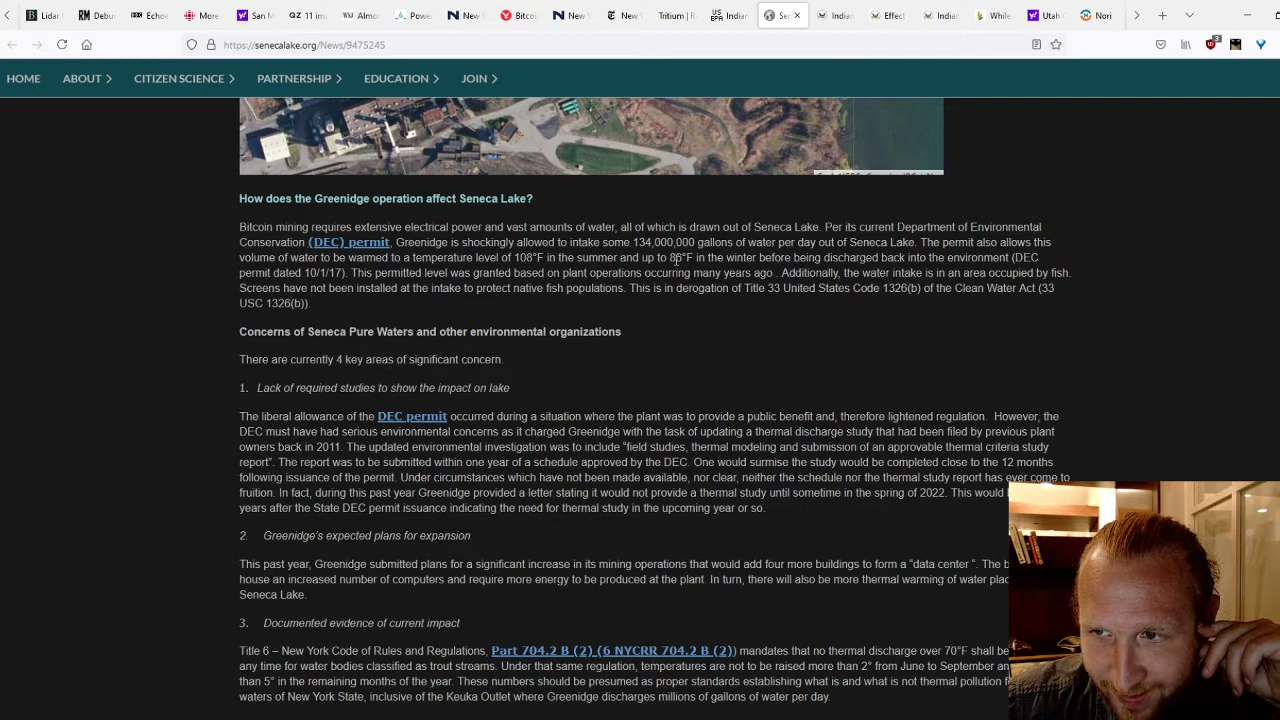 Lidar
Debur
Echoe
More
San M
11 im
WSJ Almo
Powe
New V
Bitcoi
New \
New \
Tritium |
Indian
Se
Indian
Effect
Indian
While
Utah C
Nori
https://senecalake.org/News/9475245
HOME ABOUT CITIZEN SCIENCE PARTNERSHIP EDUCATION JOIN
How does the Greenidge operation affect Seneca Lake?
Bitcoin mining requires extensive electrical power and vast amounts of water, all of which is drawn out of Seneca Lake. Per its current Department of Environmental
Conservation (DEC) permit, Greenidge is shockingly allowed to intake some 134,000,000 gallons of water per day out of Seneca Lake. The permit also allows this
volume of water to be warmed to a temperature level of 108°F in the summer and up to 86°F in the winter before being discharged back into the environment (DEC
permit dated 10/1/17). This permitted level was granted based on plant operations occurring many years ago . Additionally, the water intake is in an area occupied by fish.
Screens have not been installed at the intake to protect native fish populations. This is in derogation of Title 33 United States Code 1326(b) of the Clean Water Act (33
USC 1326(b)).
Concerns of Seneca Pure Waters and other environmental organizations
There are currently 4 key areas of significant concern.
1. Lack of required studies to show the impact on lake
The liberal allowance of the DEC permit occurred during a situation where the plant was to provide a public benefit and, therefore lightened regulation. However, the
DEC must have had serious environmental concerns as it charged Greenidge with the task of updating a thermal discharge study that had been filed by previous plant
owners back in 2011. The updated environmental investigation was to include "field studies, thermal modeling and submission of an approvable thermal criteria study
report". The report was to be submitted within one year of a schedule approved by the DEC. One would surmise the study would be completed close to the 12 months
following issuance of the permit. Under circumstances which have not been made available, nor clear, neither the schedule nor the thermal study report has ever come to
fruition. In fact, during this past year Greenidge provided a letter stating it would not provide a thermal study until sometime in the spring of 2022. This would
years after the State DEC permit issuance indicating the need for thermal study in the upcoming year or so.
2. Greenidge's expected plans for expansion
This past year, Greenidge submitted plans for a significant increase in its mining operations that would add four more buildings to form a "data center ". The b
house an increased number of computers and require more energy to be produced at the plant. In turn, there will also be more thermal warming of water plac
Seneca Lake.
3. Documented evidence of current impact
Title 6 – New York Code of Rules and Regulations, Part 704.2 B (2) (6 NYCRR 704.2 B (2)) mandates that no thermal discharge over 70°F shall be
any time for water bodies classified as trout streams. Under that same regulation, temperatures are not to be raised more than 2° from June to September an
than 5° in the remaining months of the year. These numbers should be presumed as proper standards establishing what is and what is not thermal pollution f
waters of New York State, inclusive of the Keuka Outlet where Greenidge discharges millions of gallons of water per day.